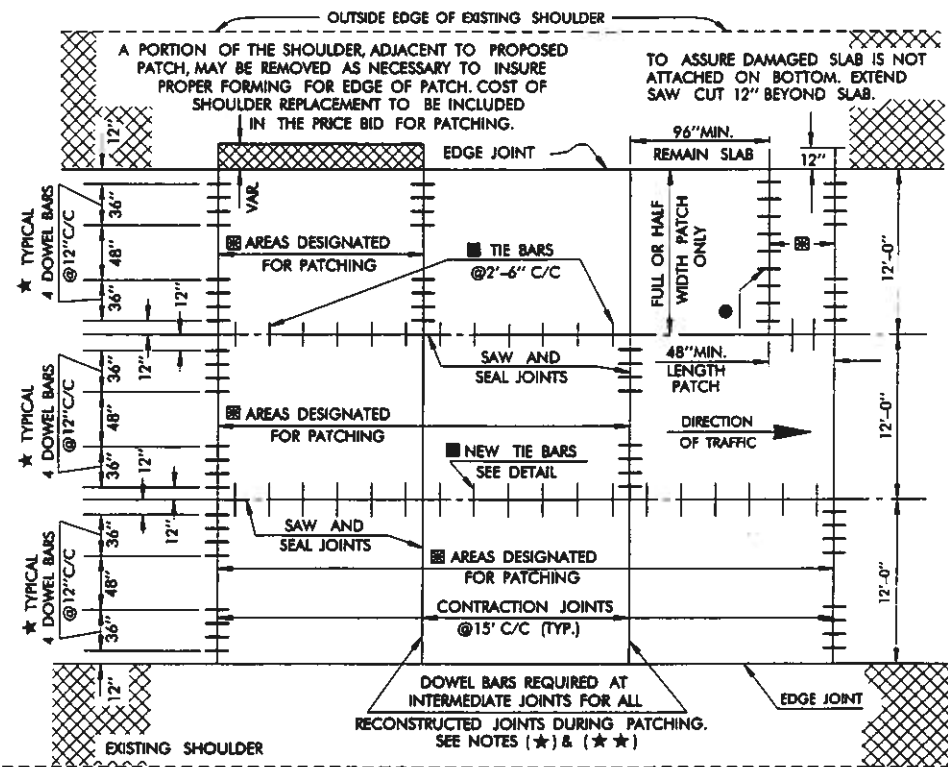 OUTSIDE EDGE OF EXISTING SHOULDER
A PORTION OF THE SHOULDER, ADJACENT TO PROPOSED
PATCH, MAY BE REMOVED AS NECESSARY TO INSURE
PROPER FORMING FOR EDGE OF PATCH. COST OF
SHOULDER REPLACEMENT TO BE INCLUDED
IN THE PRICE BID FOR PATCHING.
TO ASSURE DAMAGED SLAB IS NOT
ATTACHED ON BOTTOM. EXTEND
SAW CUT 12" BEYOND SLAB.
12"
96"MIN.
REMAIN SLAB
12"
EDGE JOINT
VAR.
★ TYPICAL
4 DOWEL BARS
@12"C/C
36"
48"
36"
12"
12"
AREAS DESIGNATED
FOR PATCHING
■ TIE BARS
@2'-6" C/C
FULL OR HALF
WIDTH PATCH
ONLY
12'-0"
●
SAW AND
SEAL JOINTS
48"MIN.
LENGTH
PATCH
★ TYPICAL
4 DOWEL BARS
@12"C/C
36"
48"
36"
12"
12"
AREAS DESIGNATED
FOR PATCHING
DIRECTION
OF TRAFFIC
12'-0"
■ NEW TIE BARS
SEE DETAIL
SAW AND
SEAL JOINTS
★ TYPICAL
4 DOWEL BARS
@12"C/C
36"
48"
36"
12"
AREAS DESIGNATED
FOR PATCHING
CONTRACTION JOINTS
@15' C/C (TYP.)
12'-0"
DOWEL BARS REQUIRED AT
INTERMEDIATE JOINTS FOR ALL
RECONSTRUCTED JOINTS DURING PATCHING.
SEE NOTES (★) & (★★)
EDGE JOINT
EXISTING SHOULDER